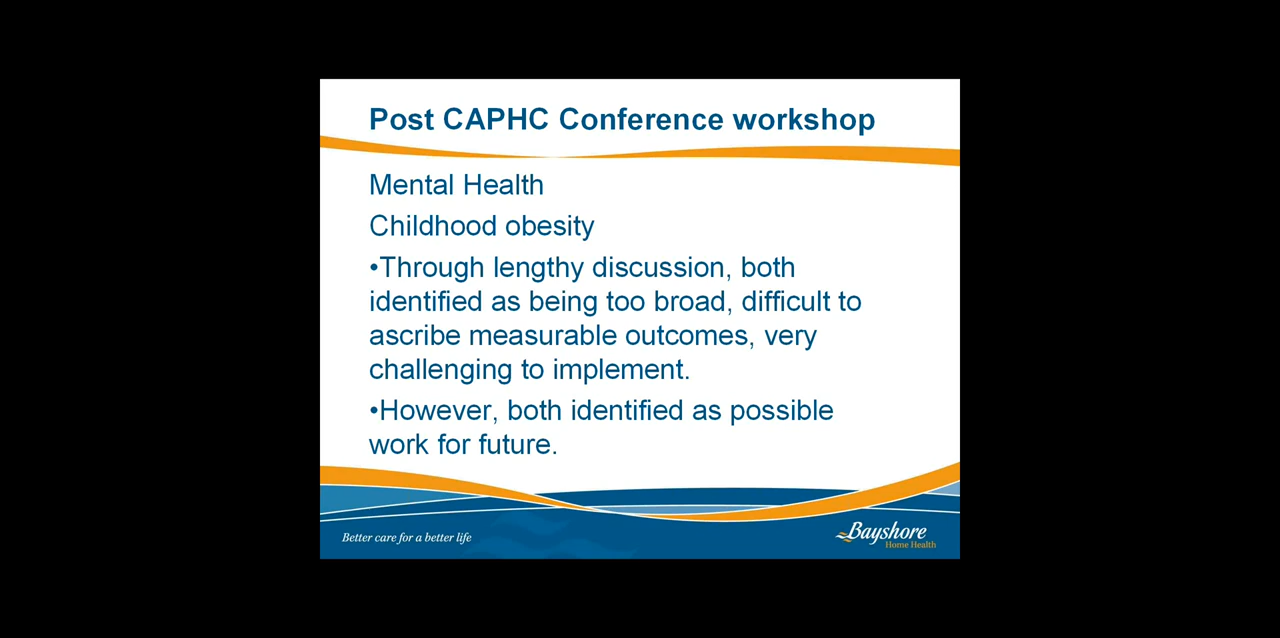 Post CAPHC Conference workshop
Mental Health
Childhood obesity
•Through lengthy discussion, both
identified as being too broad, difficult to
ascribe measurable outcomes, very
challenging to implement.
•However, both identified as possible
work for future.
Better care for a better life
Bayshore
Home Health